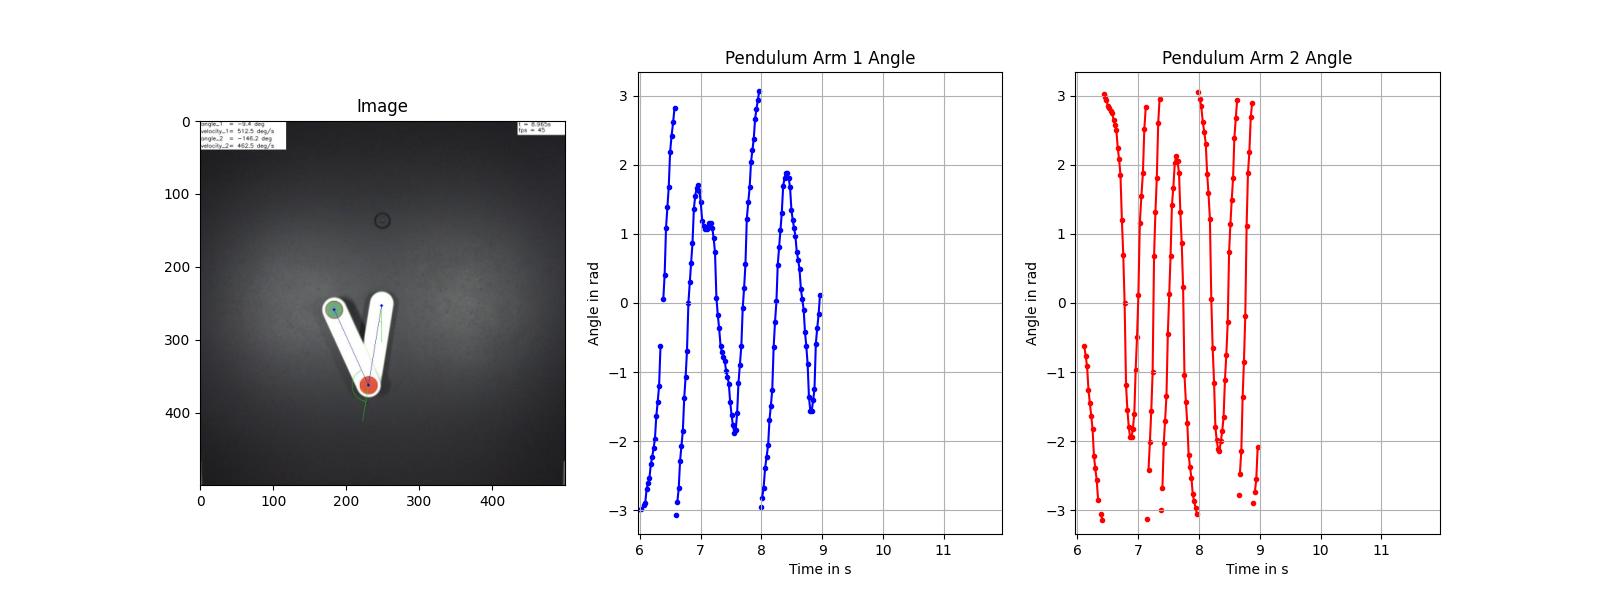 Image
Pendulum Arm 1 Angle
Pendulum Arm 2 Angle
angle_1 = -9.4 deg
velocity_1= 512.5 deg/s
angle_2 = -146.2 deg
velocity_2= 462.5 deg/s
t = 8.965s
fps = 45
0
100
200
300
400
0 100 200 300 400
Angle in rad
3
2
1
0
−1
−2
−3
6 7 8 9 10 11
Time in s
Angle in rad
3
2
1
0
−1
−2
−3
6 7 8 9 10 11
Time in s